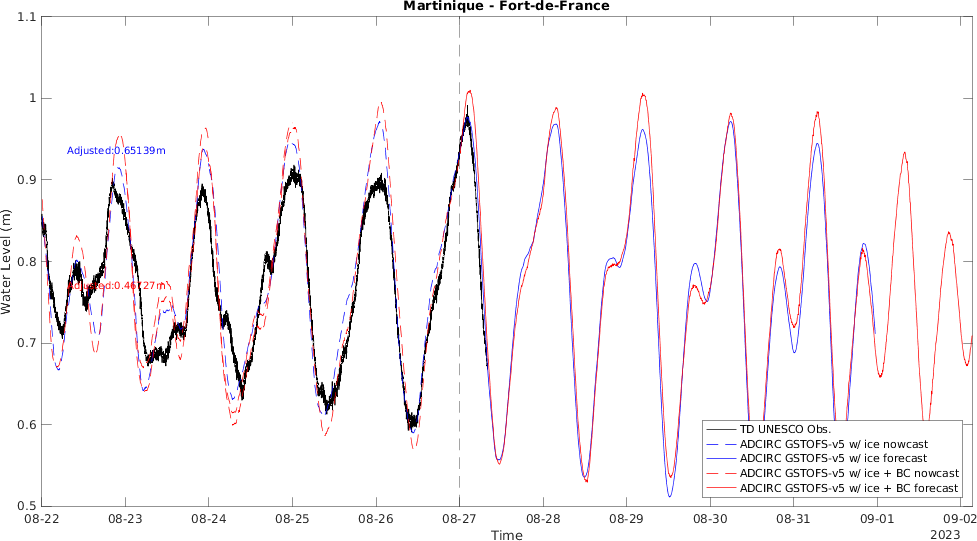 Martinique - Fort-de-France
1.1
1
0.9
0.8
0.7
0.6
0.5
Water Level (m)
Adjusted:0.65139m
Adjusted:0.46727m
TD UNESCO Obs.
ADCIRC GSTOFS-v5 w/ ice nowcast
ADCIRC GSTOFS-v5 w/ ice forecast
ADCIRC GSTOFS-v5 w/ ice + BC nowcast
ADCIRC GSTOFS-v5 w/ ice + BC forecast
08-22 08-23 08-24 08-25 08-26 08-27 08-28 08-29 08-30 08-31 09-01 09-02
Time
2023